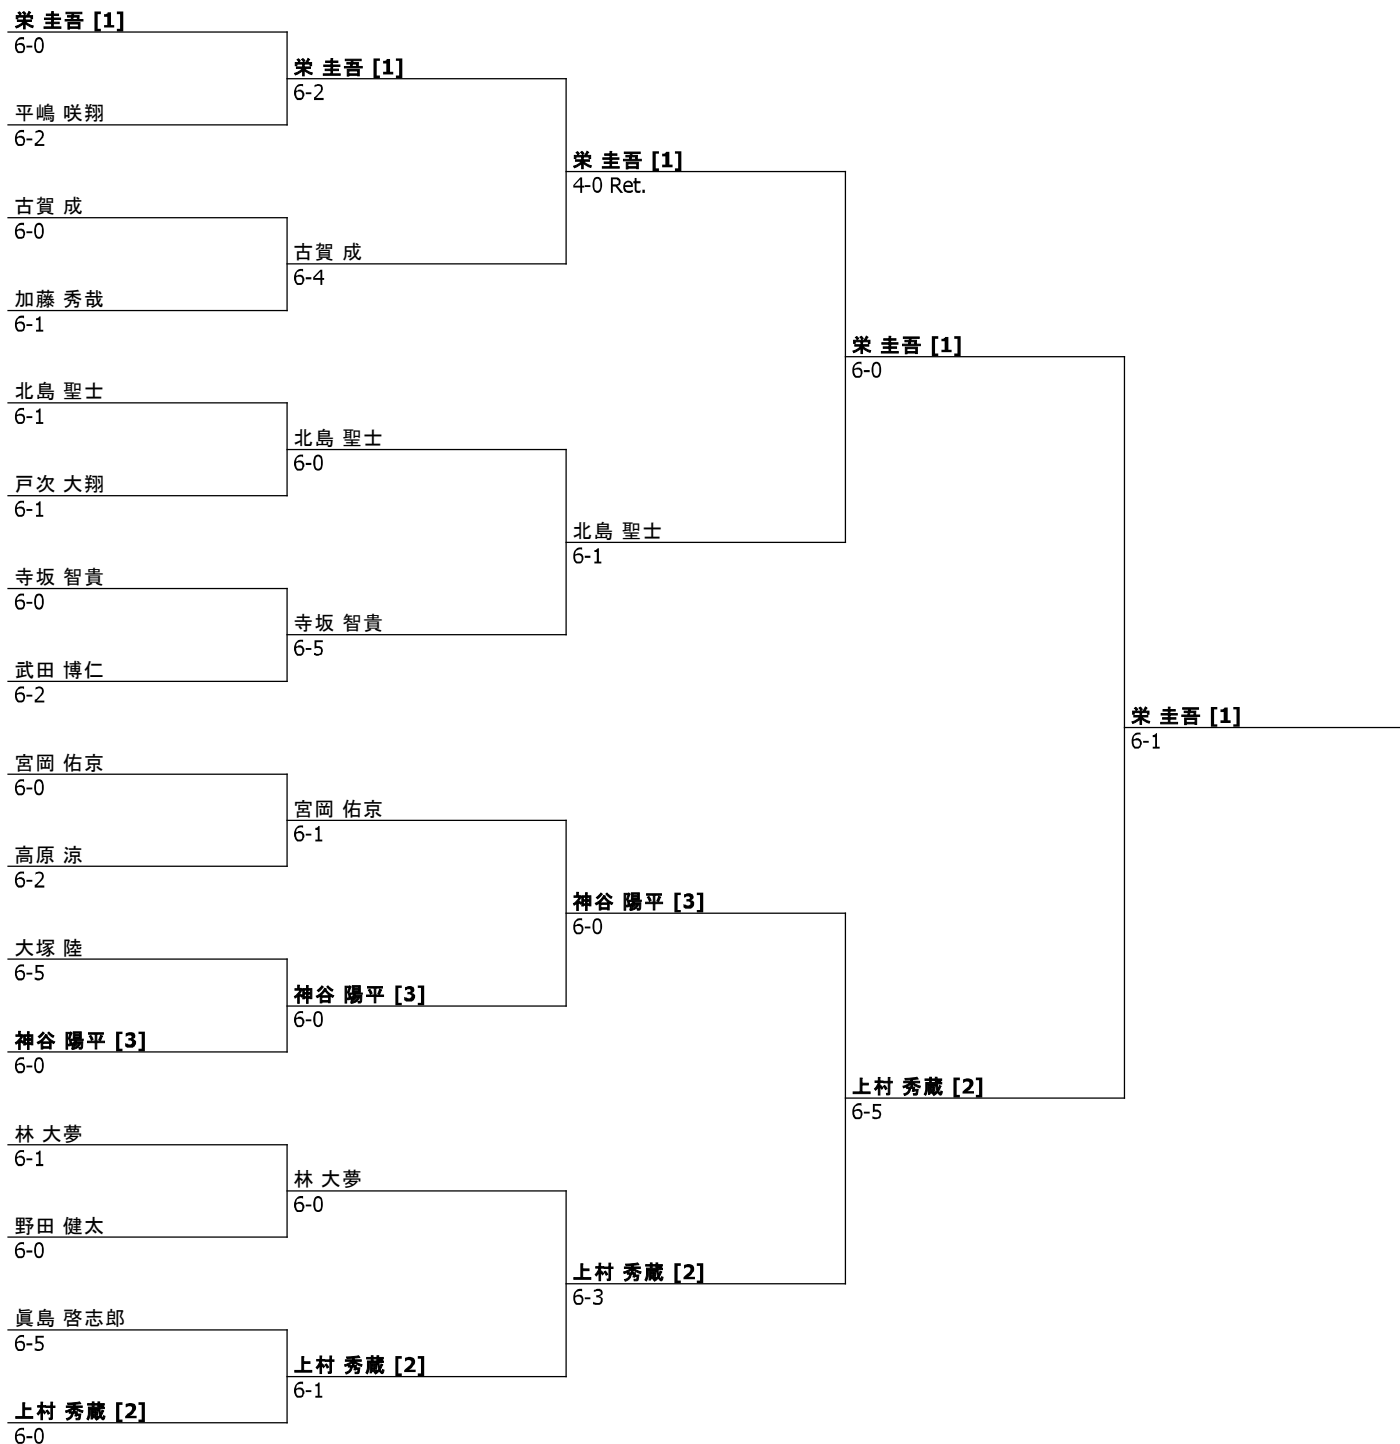 栄 圭吾 [1]
6-0
平嶋 咲翔
6-2
古賀 成
6-0
加藤 秀哉
6-1
北島 聖士
6-1
戸次 大翔
6-1
寺坂 智貴
6-0
武田 博仁
6-2
宮岡 佑京
6-0
高原 涼
6-2
大塚 陸
6-5
神谷 陽平 [3]
6-0
林 大夢
6-1
野田 健太
6-0
眞島 啓志郎
6-5
上村 秀蔵 [2]
6-0
栄 圭吾 [1]
6-2
古賀 成
6-4
北島 聖士
6-0
寺坂 智貴
6-5
宮岡 佑京
6-1
神谷 陽平 [3]
6-0
林 大夢
6-0
上村 秀蔵 [2]
6-1
栄 圭吾 [1]
4-0 Ret.
北島 聖士
6-1
神谷 陽平 [3]
6-0
上村 秀蔵 [2]
6-3
栄 圭吾 [1]
6-0
上村 秀蔵 [2]
6-5
栄 圭吾 [1]
6-1